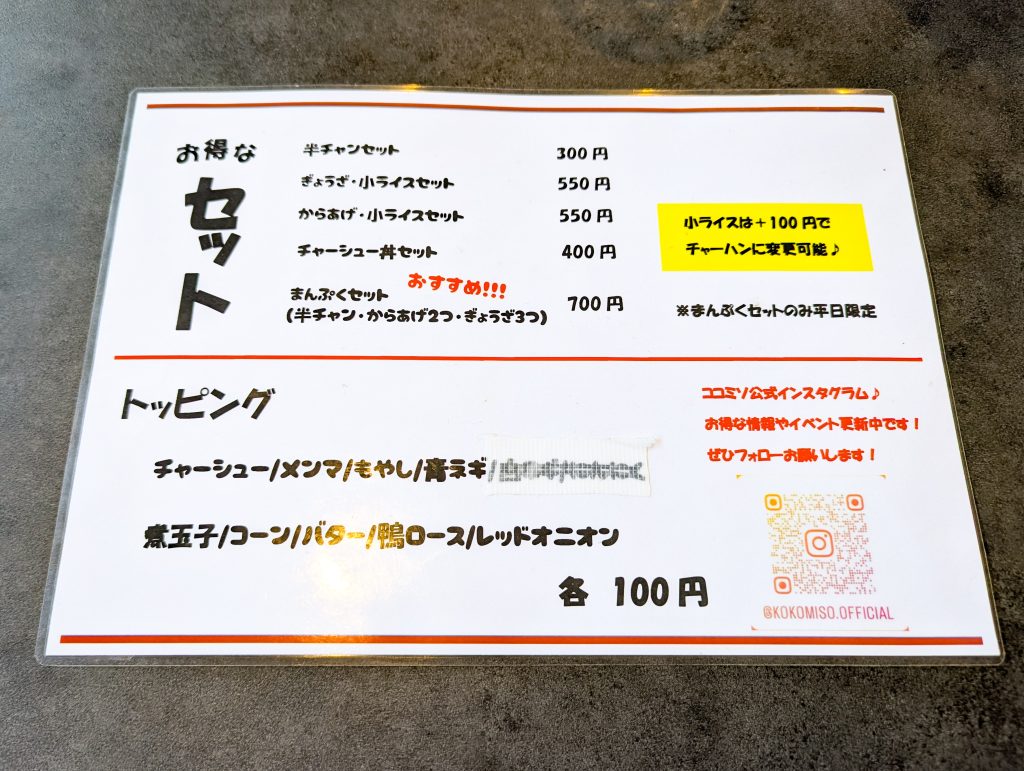 お得な
セット
半チャンセット 300円
ぎょうざ・小ライスセット 550円
からあげ・小ライスセット 550円
チャーシュー丼セット 400円
おすすめ!!!
まんぷくセット 700円
(半チャン・からあげ2つ・ぎょうざ3つ)
小ライスは+100円で
チャーハンに変更可能♪
※まんぷくセットのみ平日限定
トッピング
チャーシュー/メンマ/もやし/青ネギ/
煮玉子/コーン/バター/鴨ロース/レッドオニオン
各 100円
ココミソ公式インスタグラム♪
お得な情報やイベント更新中です!
ぜひフォローお願いします!
@KOKOMISO.OFFICIAL